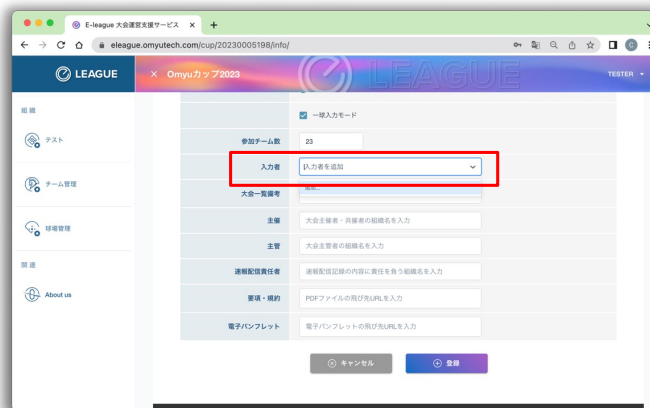 E-league 大会運営支援サービス
eleague.omyutech.com/cup/20230005198/info/
LEAGUE
Omyuカップ2023
LEAGUE
TESTER
組織
テスト
チーム管理
球場管理
関連
About us
一球入力モード
参加チーム数
23
入力者
入力者を追加
大会一覧備考
主催
大会主催者・共催者の組織名を入力
主管
大会主管者の組織名を入力
速報配信責任者
速報配信記録の内容に責任を負う組織名を入力
要項・規約
PDFファイルの飛び先URLを入力
電子パンフレット
電子パンフレットの飛び先URLを入力
キャンセル
登録